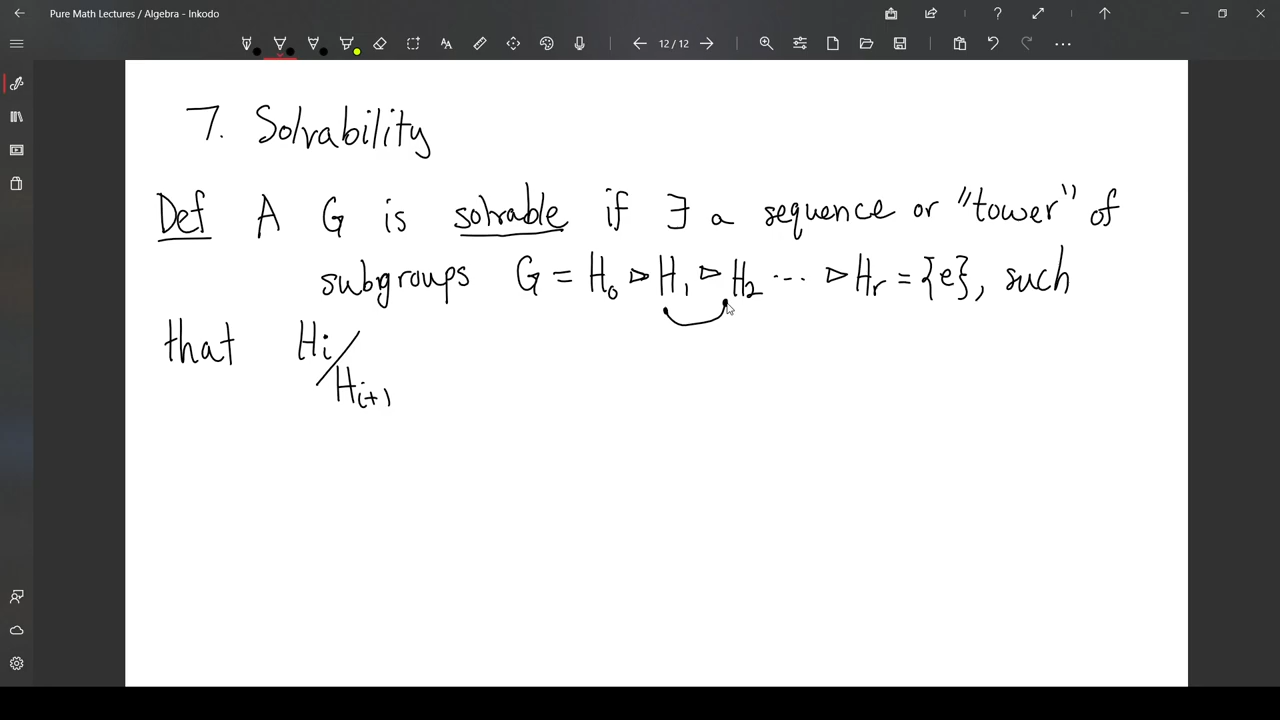 Pure Math Lectures / Algebra - Inkodo
12/12
7. Solvability
Def A G is solvable if ∃ a sequence or "tower" of
subgroups G = H₀ ▷ H₁ ▷ H₂ ... ▷ Hr = {e}, such
that Hi/Hi+1